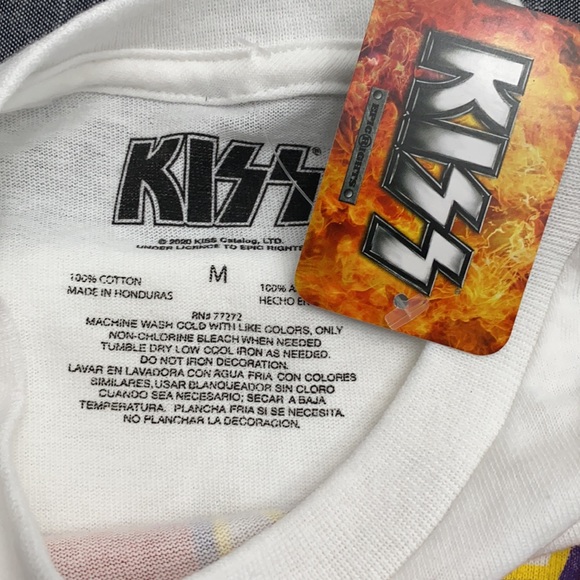 KISS
®
© 2020 KISS Catalog, LTD.
UNDER LICENCE TO EPIC RIGHT
100% COTTON
MADE IN HONDURAS
M
100% A
HECHO E
RN# 77272
MACHINE WASH COLD WITH LIKE COLORS, ONLY
NON-CHLORINE BLEACH WHEN NEEDED
TUMBLE DRY LOW COOL IRON AS NEEDED.
DO NOT IRON DECORATION.
LAVAR EN LAVADORA CON AGUA FRIA CON COLORES
SIMILARES, USAR BLANQUEADOR SIN CLORO
CUANDO SEA NECESARIO; SECAR A BAJA
TEMPERATURA. PLANCHA FRIA SI SE NECESITA.
NO PLANCHAR LA DECORACION.
KISS
EPIC RIGHTS